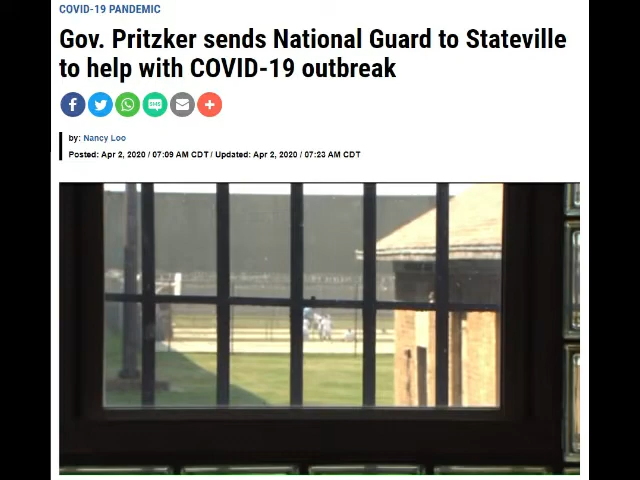 COVID-19 PANDEMIC
Gov. Pritzker sends National Guard to Stateville
to help with COVID-19 outbreak
SMS
by: Nancy Loo
Posted: Apr 2, 2020 / 07:09 AM CDT / Updated: Apr 2, 2020 / 07:23 AM CDT